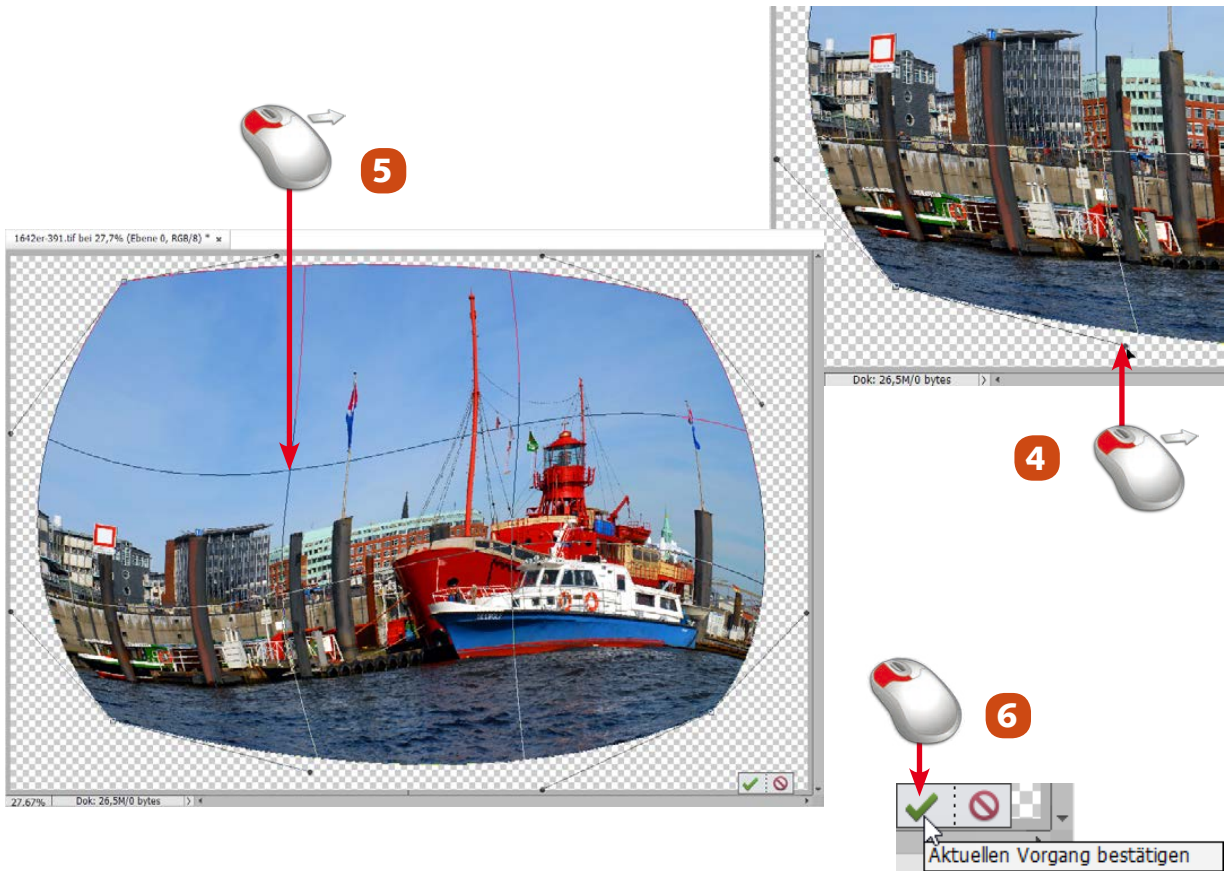 5
1642er-391.tif bei 27,7% (Ebene 0, RGB/8) * x
Dok: 26,5M/0 bytes
4
6
27.67% Dok: 26,5M/0 bytes
Aktuellen Vorgang bestätigen